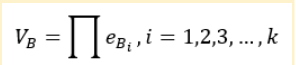 V_B = ∏ e_{B_i} , i = 1,2,3, … , k